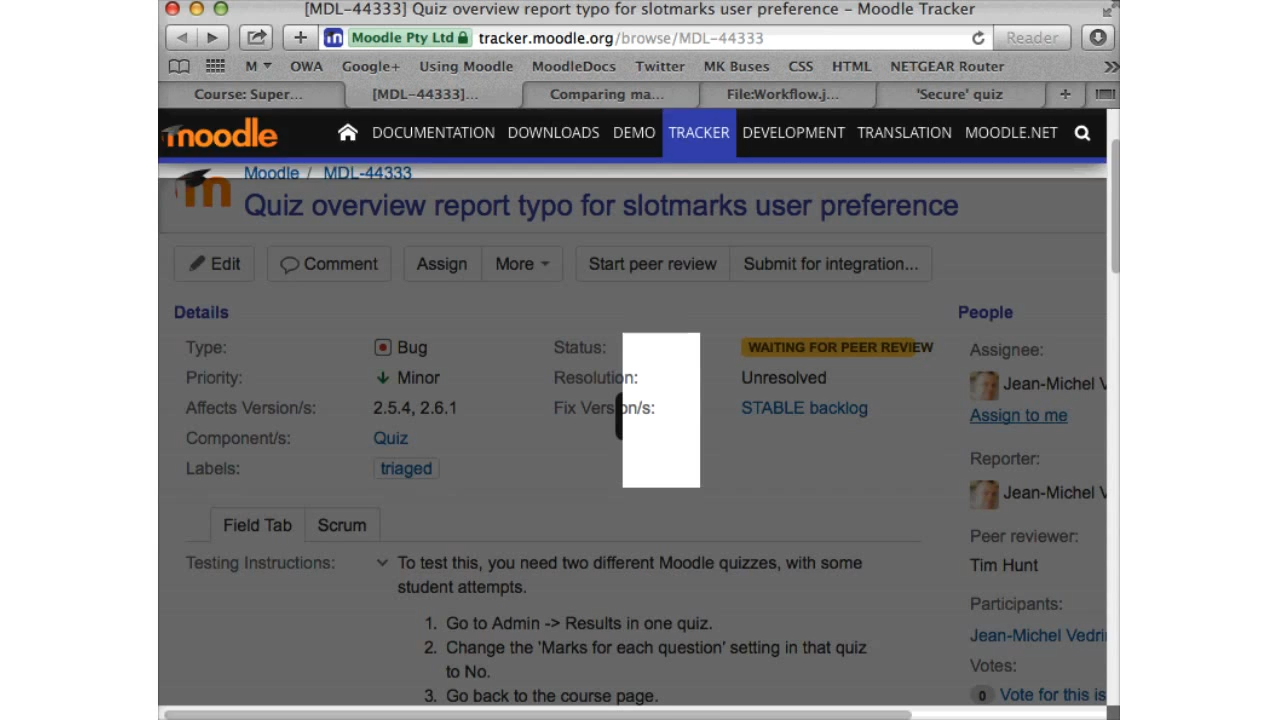 [MDL-44333] Quiz overview report typo for slotmarks user preference – Moodle Tracker
Moodle Pty Ltd tracker.moodle.org/browse/MDL-44333 Reader
M OWA Google+ Using Moodle MoodleDocs Twitter MK Buses CSS HTML NETGEAR Router
Course: Super... [MDL-44333]... Comparing ma... File:Workflow.j... 'Secure' quiz
moodle DOCUMENTATION DOWNLOADS DEMO TRACKER DEVELOPMENT TRANSLATION MOODLE.NET
Moodle / MDL-44333
Quiz overview report typo for slotmarks user preference
Edit Comment Assign More Start peer review Submit for integration...
Details
Type: Bug
Priority: Minor
Affects Version/s: 2.5.4, 2.6.1
Component/s: Quiz
Labels: triaged
Status: WAITING FOR PEER REVIEW
Resolution: Unresolved
Fix Version/s: STABLE backlog
Field Tab Scrum
Testing Instructions: To test this, you need two different Moodle quizzes, with some
student attempts.
1. Go to Admin -> Results in one quiz.
2. Change the 'Marks for each question' setting in that quiz
to No.
3. Go back to the course page.
People
Assignee:
Jean-Michel V
Assign to me
Reporter:
Jean-Michel V
Peer reviewer:
Tim Hunt
Participants:
Jean-Michel Vedri
Votes:
0 Vote for this is